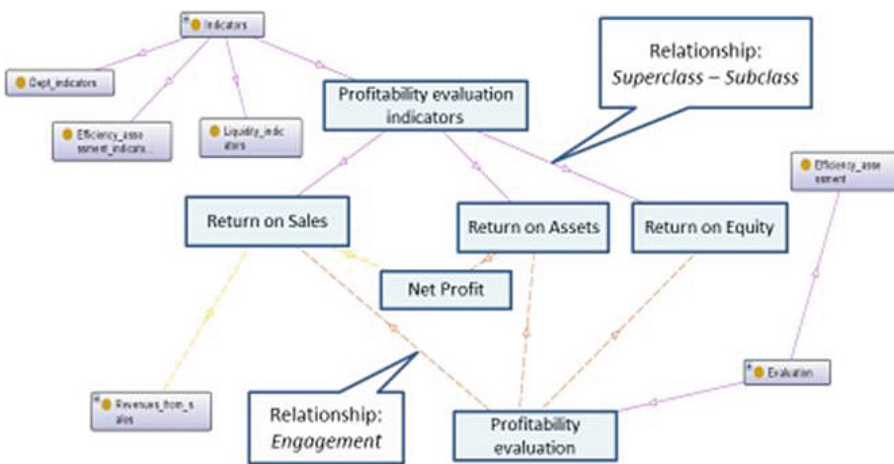 Indicators
Relationship:
Superclass – Subclass
Dept_indicators
Profitability evaluation
indicators
Efficiency_asse
ssment_indicato...
Liquidity_indic
ators
Efficiency_asse
ssment
Return on Sales
Return on Assets
Return on Equity
Net Profit
Evaluation
Revenues_from_s
ales
Relationship:
Engagement
Profitability
evaluation